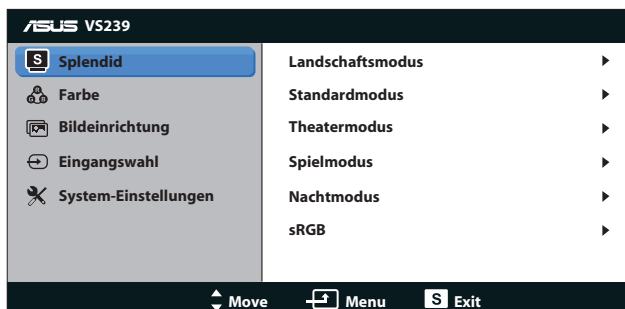 ASUS VS239
S Splendid
Farbe
Bildeinrichtung
Eingangswahl
System-Einstellungen
Landschaftsmodus
Standardmodus
Theatermodus
Spielmodus
Nachtmodus
sRGB
Move Menu S Exit